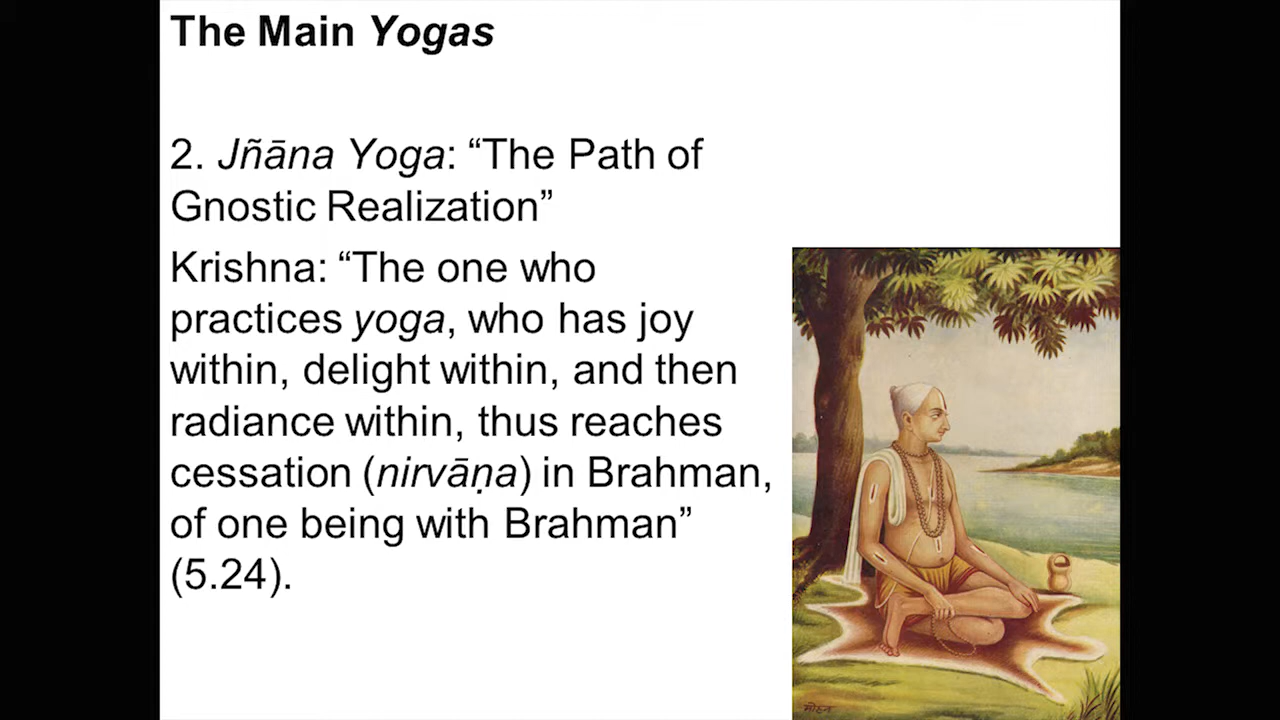 The Main Yogas
2. Jñāna Yoga: “The Path of
Gnostic Realization”
Krishna: “The one who
practices yoga, who has joy
within, delight within, and then
radiance within, thus reaches
cessation (nirvāṇa) in Brahman,
of one being with Brahman”
(5.24).
मोहन